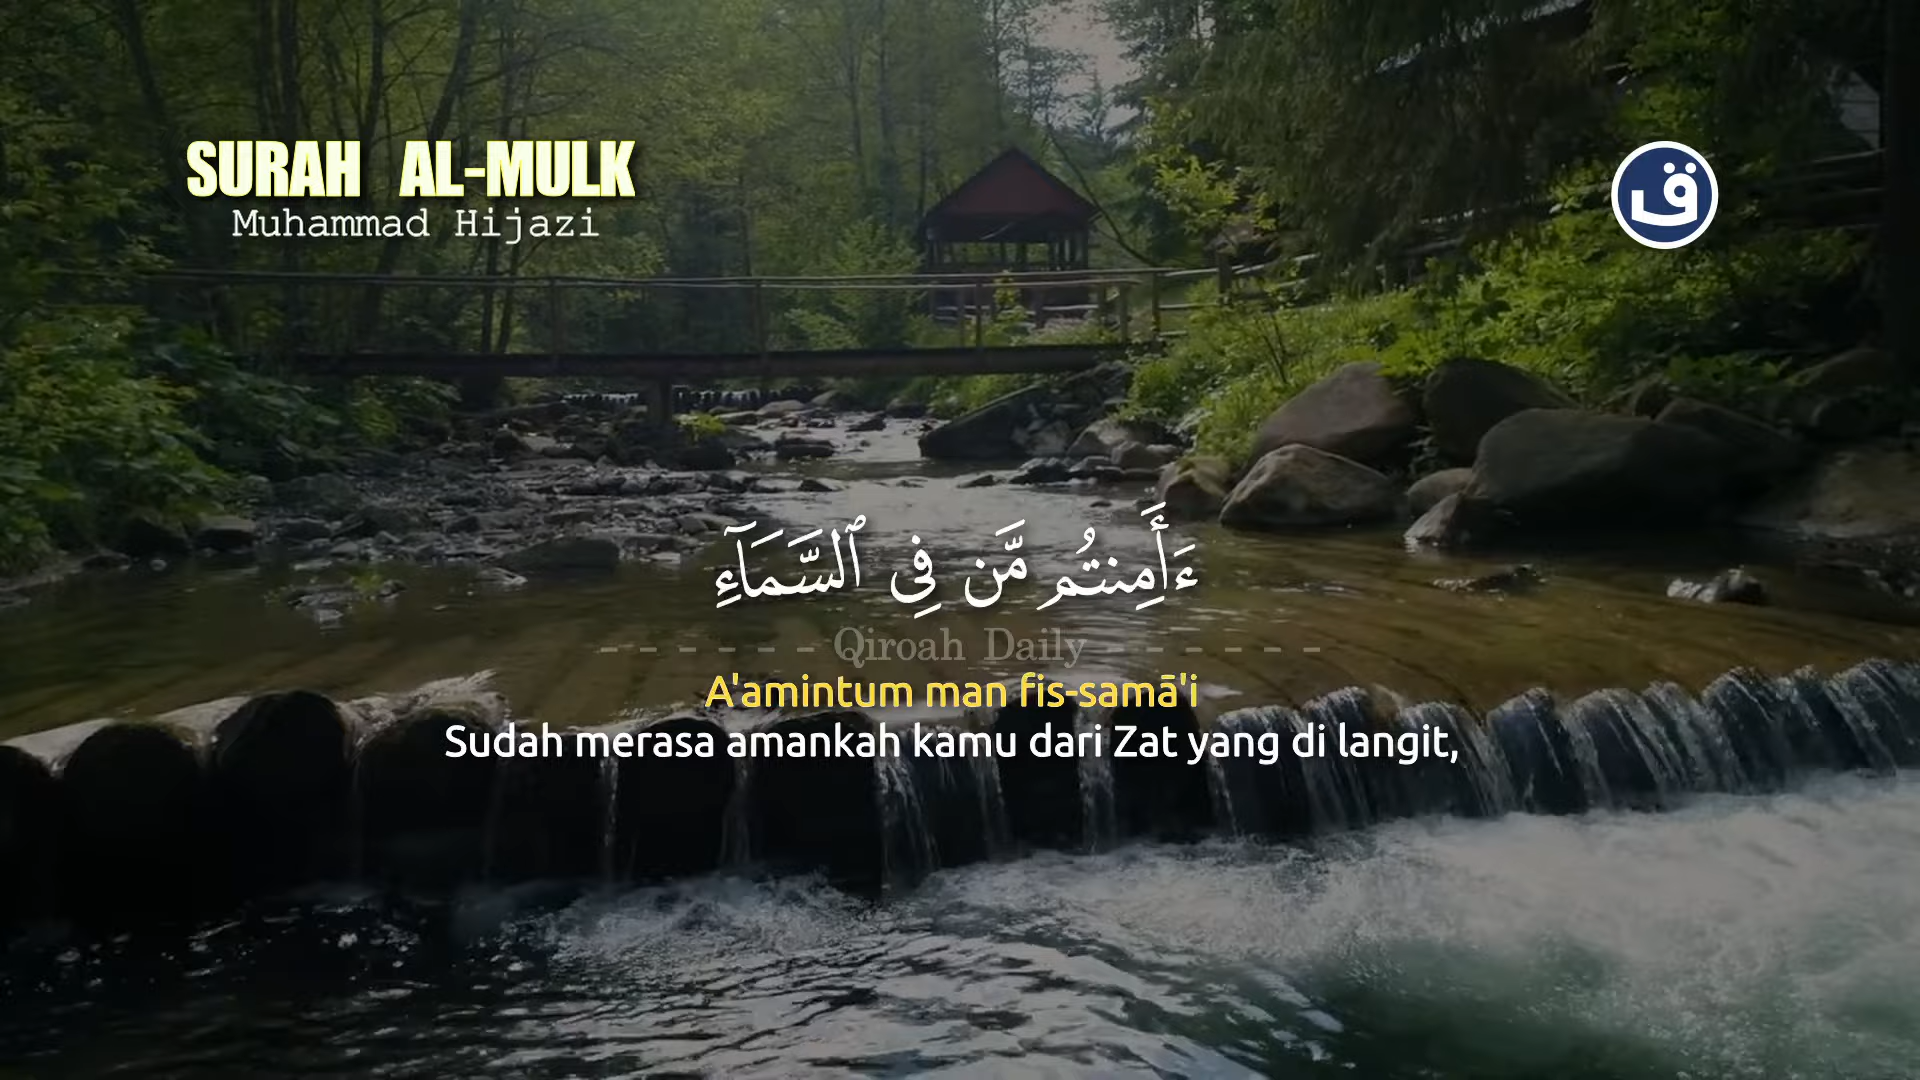 SURAH AL-MULK
Muhammad Hijazi
ق
ءَأَمِنتُم مَّن فِى ٱلسَّمَآءِ
- - - - - - Qiroah Daily - - - - - -
A'amintum man fis-samā'i
Sudah merasa amankah kamu dari Zat yang di langit,